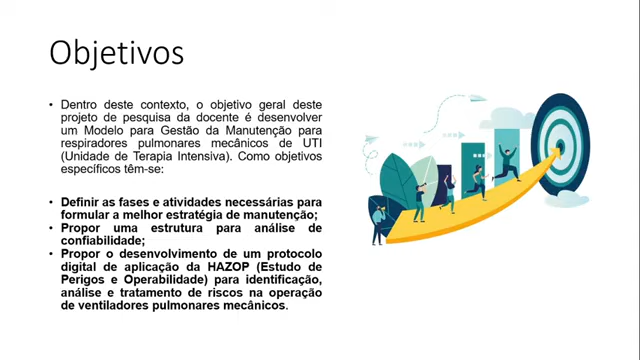 Objetivos
• Dentro deste contexto, o objetivo geral deste
projeto de pesquisa da docente é desenvolver
um Modelo para Gestão da Manutenção para
respiradores pulmonares mecânicos de UTI
(Unidade de Terapia Intensiva). Como objetivos
específicos têm-se:
• Definir as fases e atividades necessárias para
formular a melhor estratégia de manutenção;
• Propor uma estrutura para análise de
confiabilidade;
• Propor o desenvolvimento de um protocolo
digital de aplicação da HAZOP (Estudo de
Perigos e Operabilidade) para identificação,
análise e tratamento de riscos na operação
de ventiladores pulmonares mecânicos.